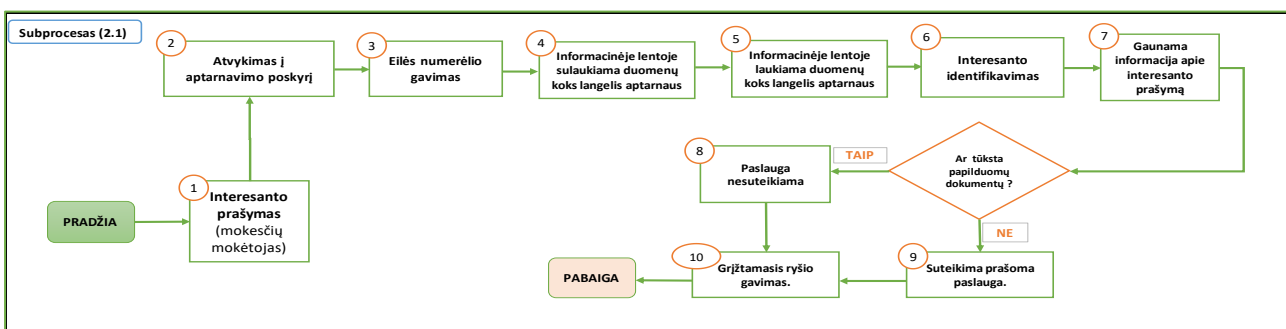 Subprocesas (2.1)
PRADŽIA
1
Interesanto
prašymas
(mokesčių
mokėtojas)
2
Atvykimas į
aptarnavimo poskyrį
3
Eilės numerėlio
gavimas
4
Informacinėje lentoje
sulaukiama duomenų
koks langelis aptarnaus
5
Informacinėje lentoje
laukiama duomenų
koks langelis aptarnaus
6
Interesanto
identifikavimas
7
Gaunama
informacija apie
interesanto
prašymą
Ar tūksta
papilduomų
dokumentų ?
TAIP
8
Paslauga
nesuteikiama
NE
9
Suteikima prašoma
paslauga.
10
Grįžtamasis ryšio
gavimas.
PABAIGA